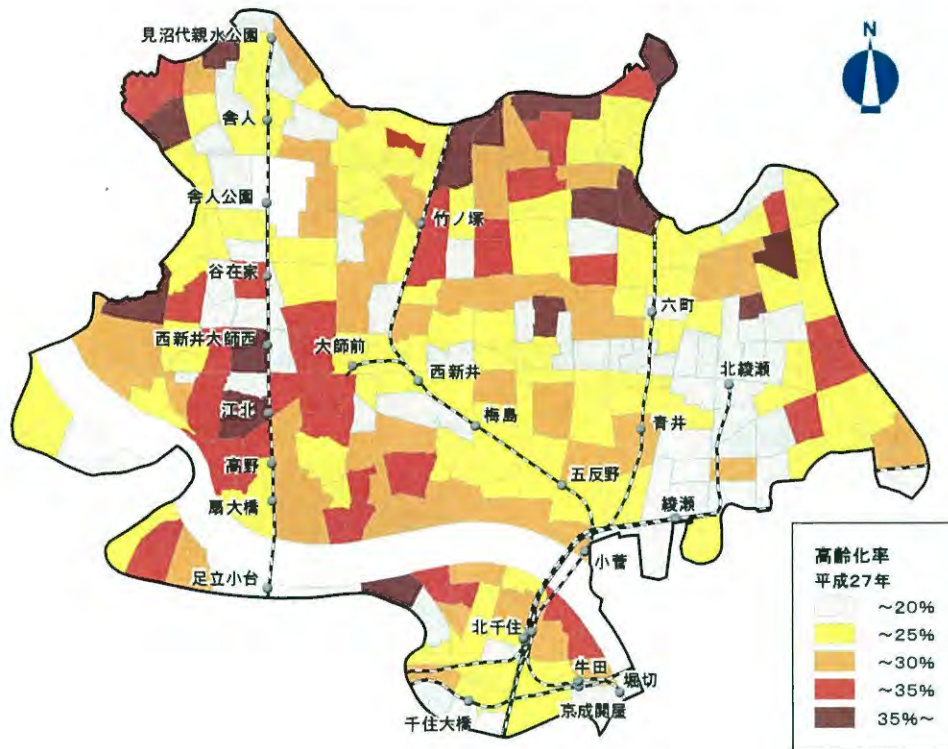 N
見沼代親水公園
舎人
舎人公園
竹ノ塚
谷在家
六町
西新井大師西
大師前
西新井
北綾瀬
江北
梅島
青井
高野
五反野
扇大橋
綾瀬
小菅
足立小台
北千住
牛田
堀切
京成関屋
千住大橋
高齢化率
平成27年
～20%
～25%
～30%
～35%
35%～